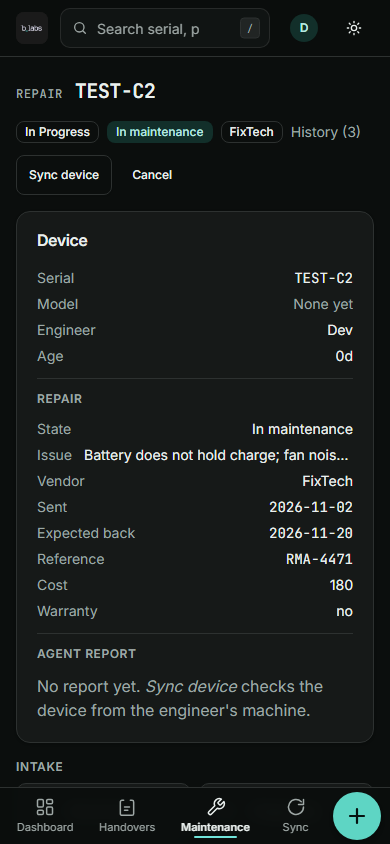 b_labs
Search serial, p
/
D
REPAIR TEST-C2
In Progress In maintenance FixTech History (3)
Sync device Cancel
Device
Serial TEST-C2
Model None yet
Engineer Dev
Age 0d
REPAIR
State In maintenance
Issue Battery does not hold charge; fan nois...
Vendor FixTech
Sent 2026-11-02
Expected back 2026-11-20
Reference RMA-4471
Cost 180
Warranty no
AGENT REPORT
No report yet. Sync device checks the
device from the engineer's machine.
INTAKE
Dashboard Handovers Maintenance Sync